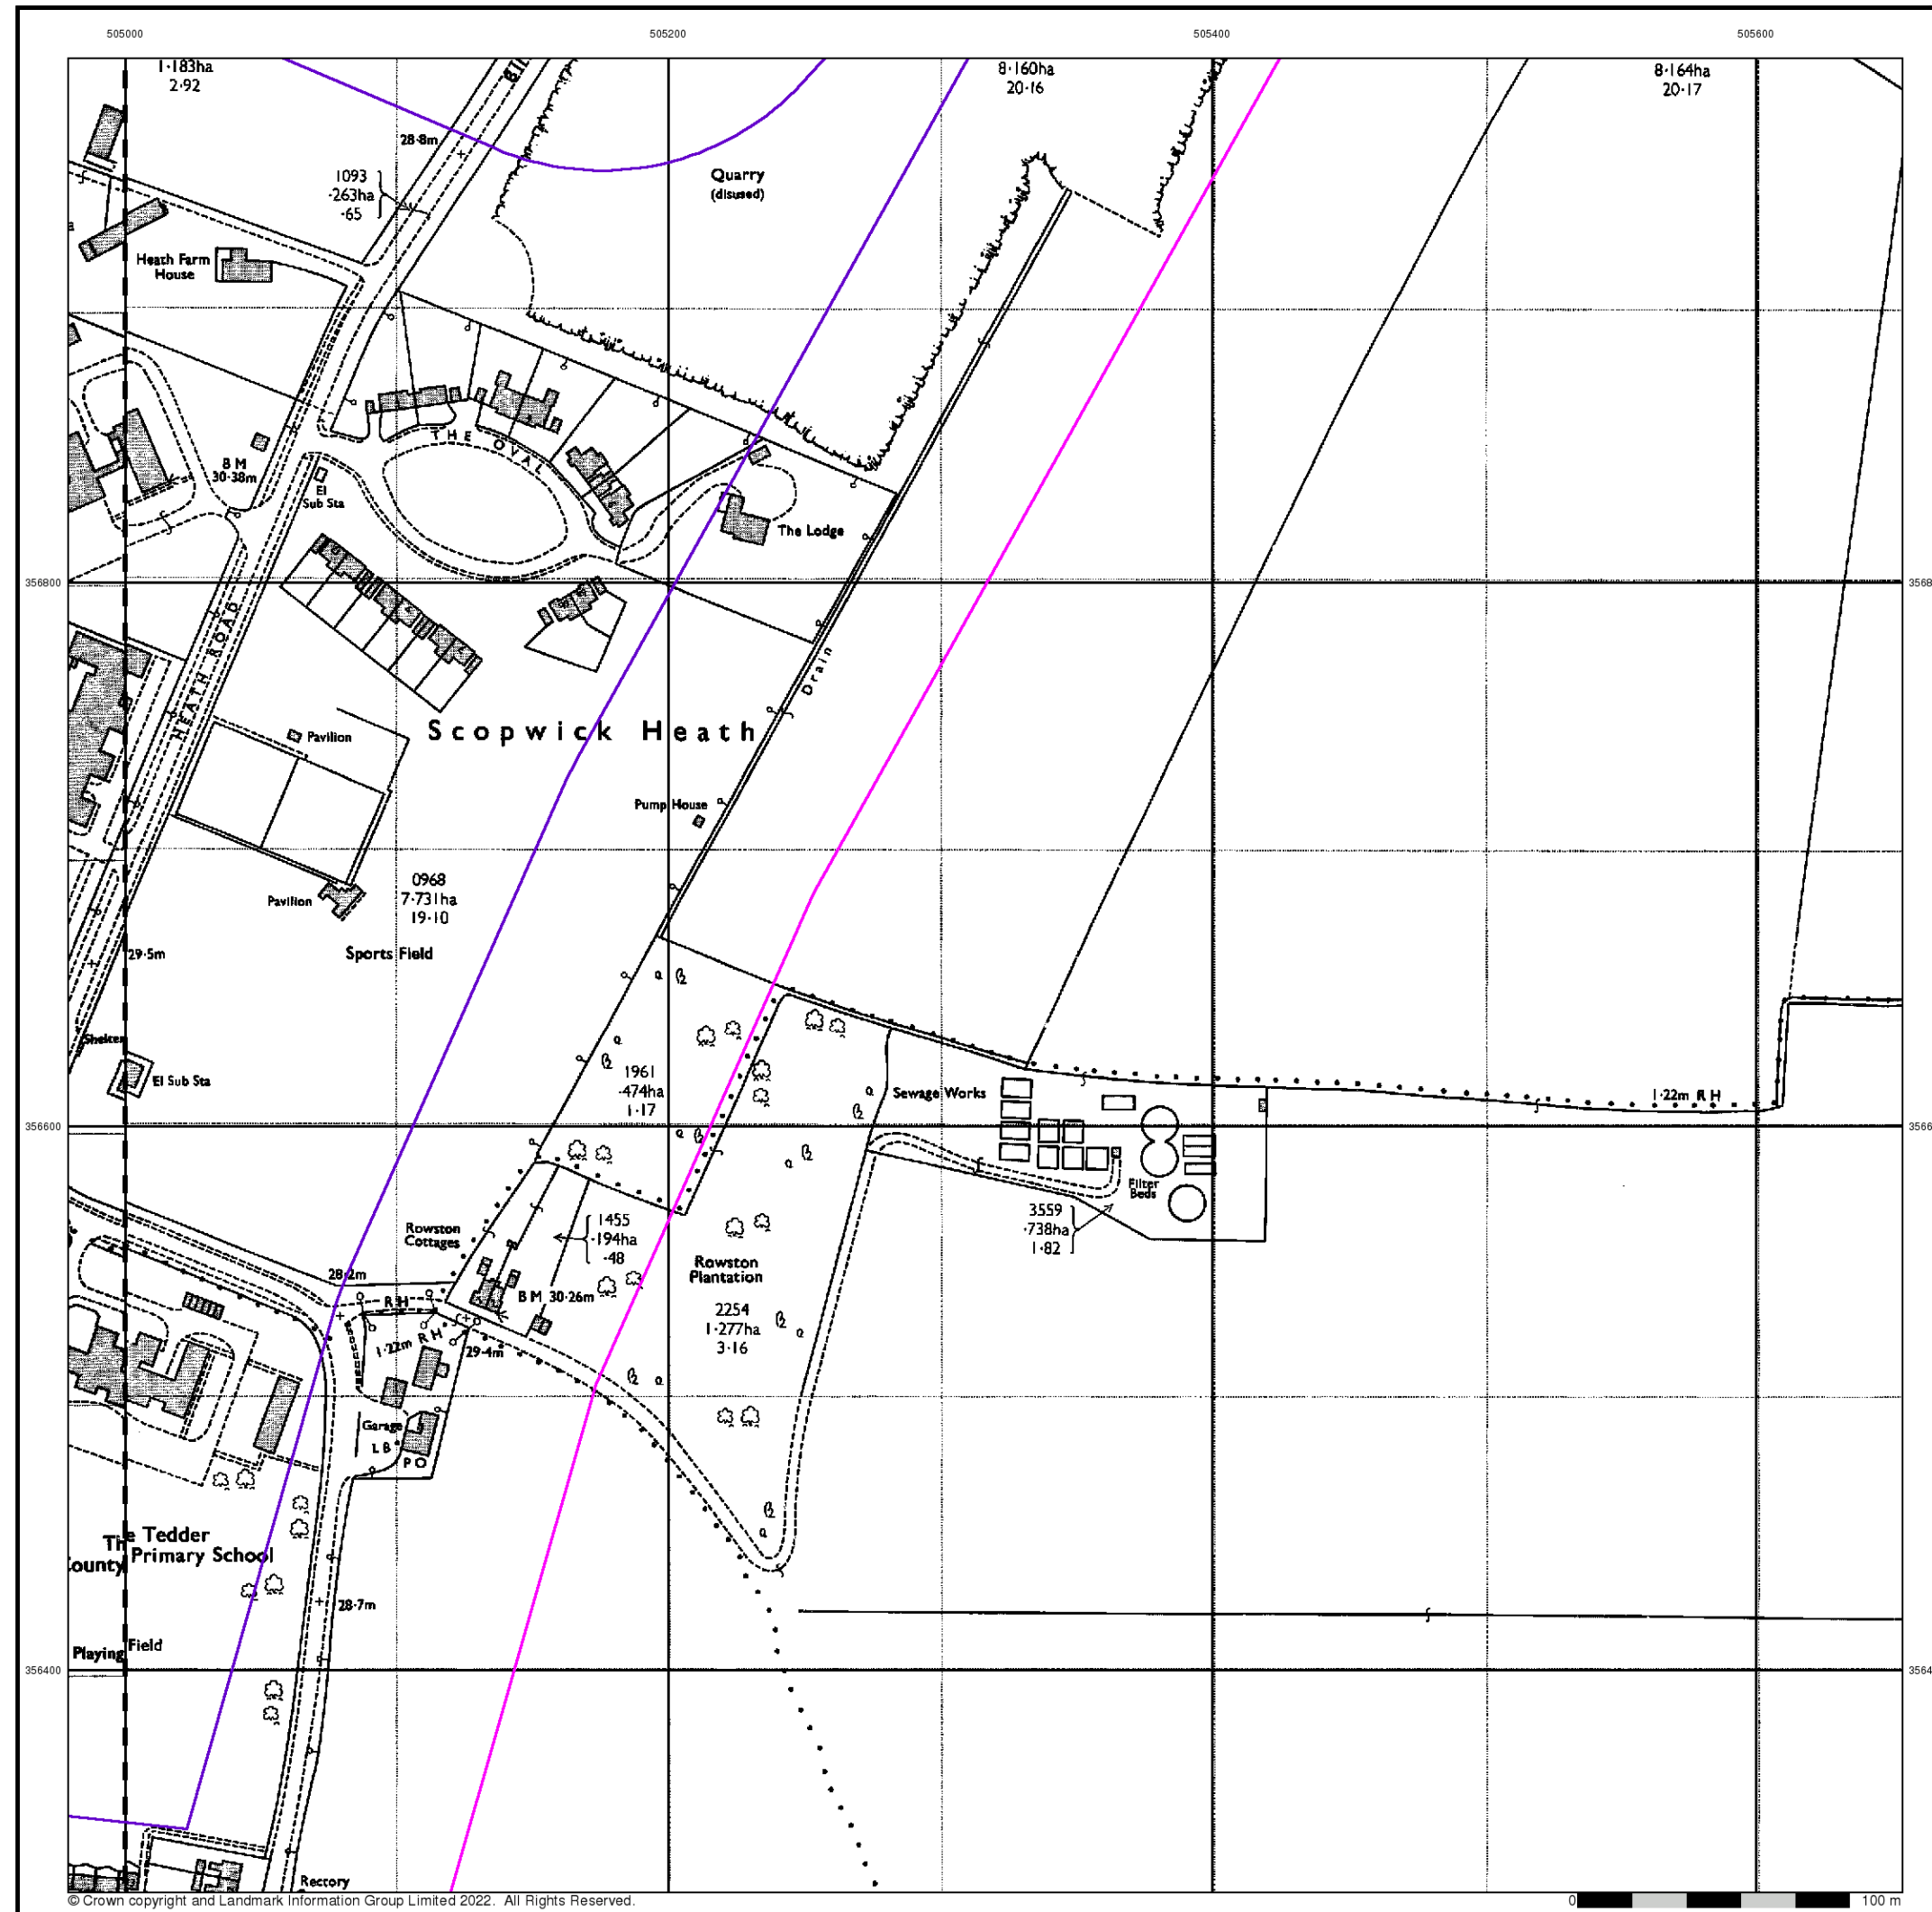 505000
505200
505400
505600
1·183ha
2·92
8·160ha
20·16
8·164ha
20·17
28·8m
1093
·263ha
·65
Quarry
(disused)
Heath Farm
House
THE OVAL
B M
30·38m
El
Sub Sta
The Lodge
356800
3568
HEATH ROAD
Drain
Pavilion
Scopwick Heath
Pump House
Pavilion
0968
7·731ha
19·10
Sports Field
29·5m
Shelter
El Sub Sta
1961
·474ha
1·17
Sewage Works
1·22m R H
356600
3566
Filter
Beds
3559
·738ha
1·82
Rowston
Cottages
1455
·194ha
·48
Rowston
Plantation
2254
1·277ha
3·16
28·2m
R H
B M 30·26m
1·22m R H
29·4m
Garage
L B
P O
The Tedder
County Primary School
28·7m
Playing Field
356400
3564
Rectory
© Crown copyright and Landmark Information Group Limited 2022. All Rights Reserved.
0
100 m